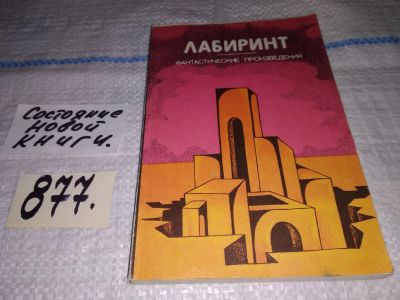 ЛАБИРИНТ
ФАНТАСТИЧЕСКИЕ ПРОИЗВЕДЕНИЯ
Состояние
новой
книги.
877.